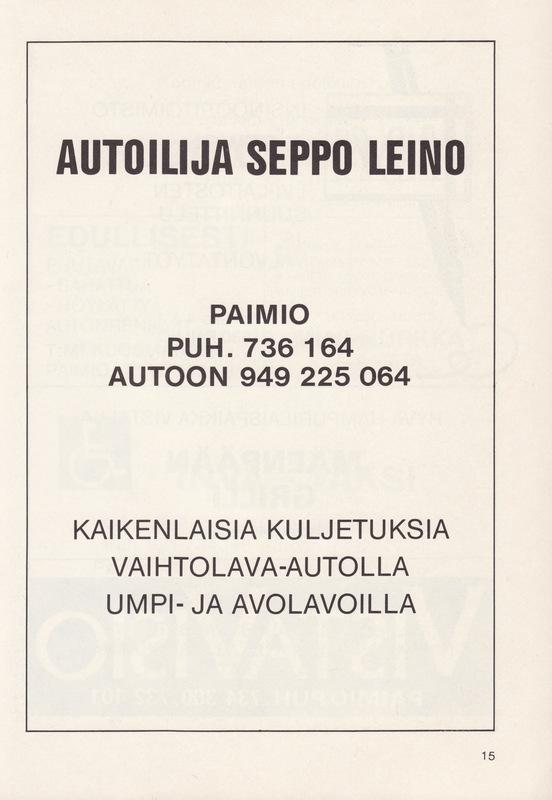 AUTOILIJA SEPPO LEINO
PAIMIO
PUH. 736 164
AUTOON 949 225 064
KAIKENLAISIA KULJETUKSIA
VAIHTOLAVA-AUTOLLA
UMPI- JA AVOLAVOILLA
15